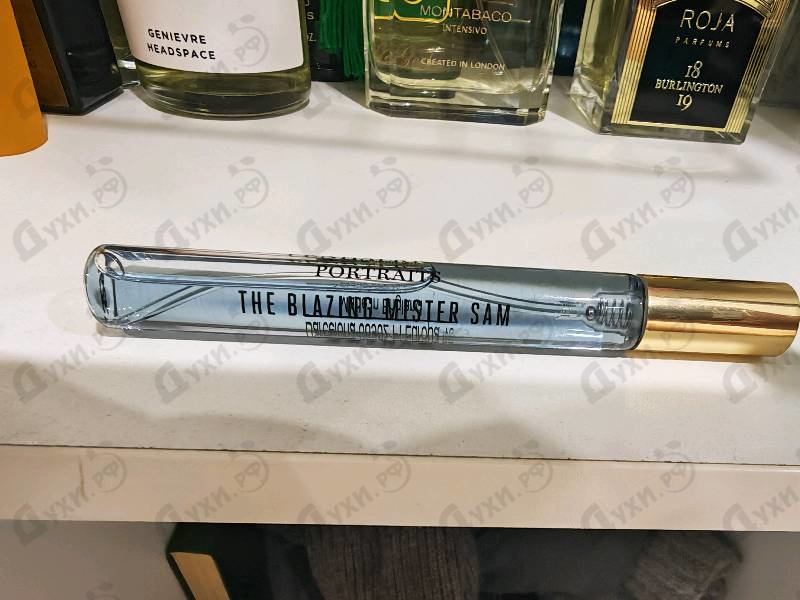 GENIEVRE
HEADSPACE
MONTABACO
INTENSIVO
CREATED IN LONDON
ROJA
PARFUMS
18
BURLINGTON
19
PORTRAITS
THE BLAZING MISTER SAM
Духи.РФ